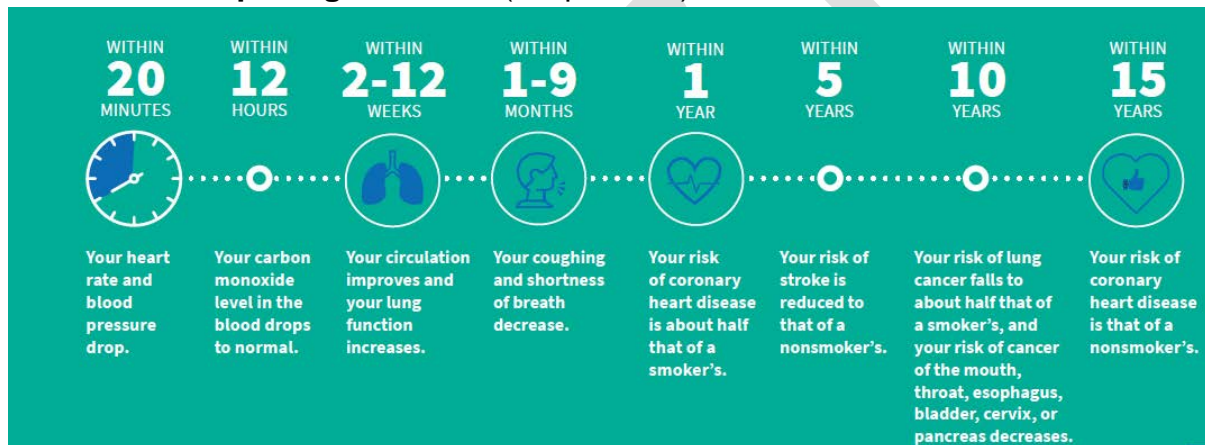 WITHIN
20
MINUTES
Your heart
rate and
blood
pressure
drop.
WITHIN
12
HOURS
Your carbon
monoxide
level in the
blood drops
to normal.
WITHIN
2-12
WEEKS
Your circulation
improves and
your lung
function
increases.
WITHIN
1-9
MONTHS
Your coughing
and shortness
of breath
decrease.
WITHIN
1
YEAR
Your risk
of coronary
heart disease
is about half
that of a
smoker’s.
WITHIN
5
YEARS
Your risk of
stroke is
reduced to
that of a
nonsmoker’s.
WITHIN
10
YEARS
Your risk of lung
cancer falls to
about half that of
a smoker’s, and
your risk of cancer
of the mouth,
throat, esophagus,
bladder, cervix, or
pancreas decreases.
WITHIN
15
YEARS
Your risk of
coronary
heart disease
is that of a
nonsmoker’s.